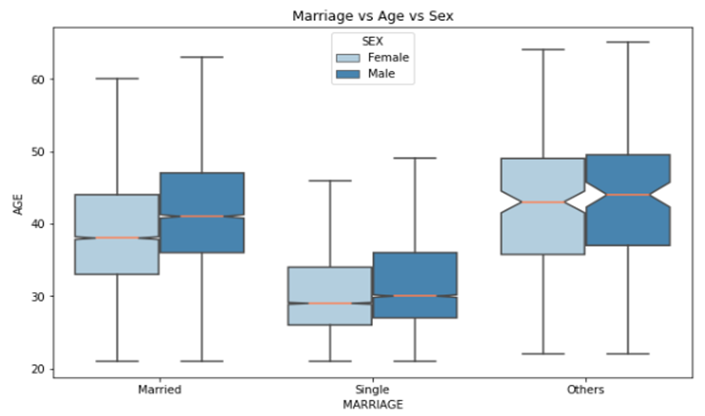 Marriage vs Age vs Sex
SEX
Female
Male
60
50
40
30
20
AGE
Married Single Others
MARRIAGE